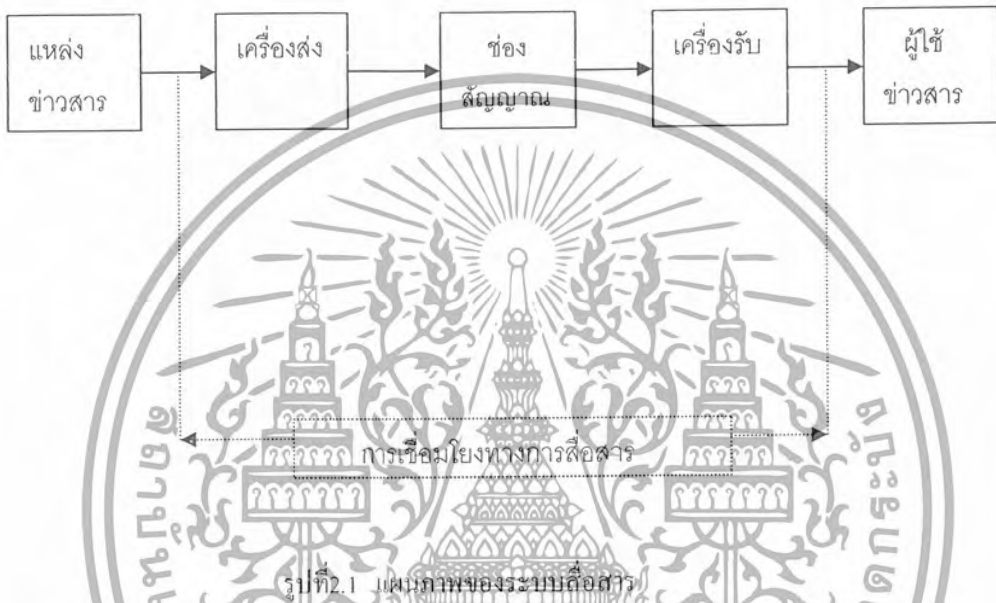 แหล่ง
ข่าวสาร
เครื่องส่ง
ช่อง
สัญญาณ
เครื่องรับ
ผู้ใช้
ข่าวสาร
การเชื่อมโยงทางการสื่อสาร
รูปที่2.1 แผนภาพของระบบสื่อสาร